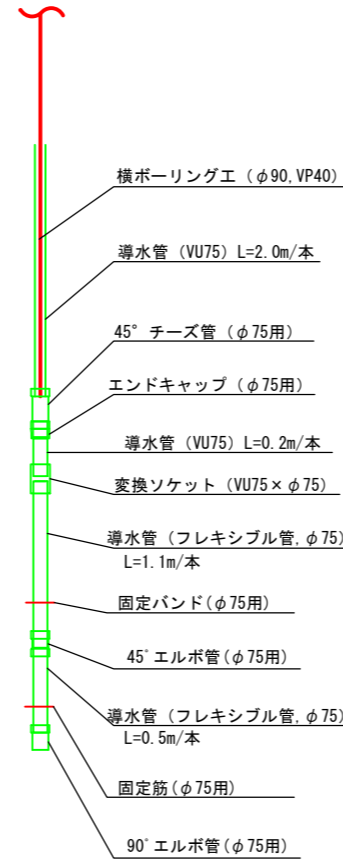 横ボーリング工（φ90, VP40）
導水管（VU75）L=2.0m/本
45° チーズ管（φ75用）
エンドキャップ（φ75用）
導水管（VU75）L=0.2m/本
変換ソケット（VU75×φ75）
導水管（フレキシブル管, φ75）
L=1.1m/本
固定バンド(φ75用)
45°エルボ管(φ75用)
導水管（フレキシブル管, φ75）
L=0.5m/本
固定筋(φ75用)
90°エルボ管(φ75用)